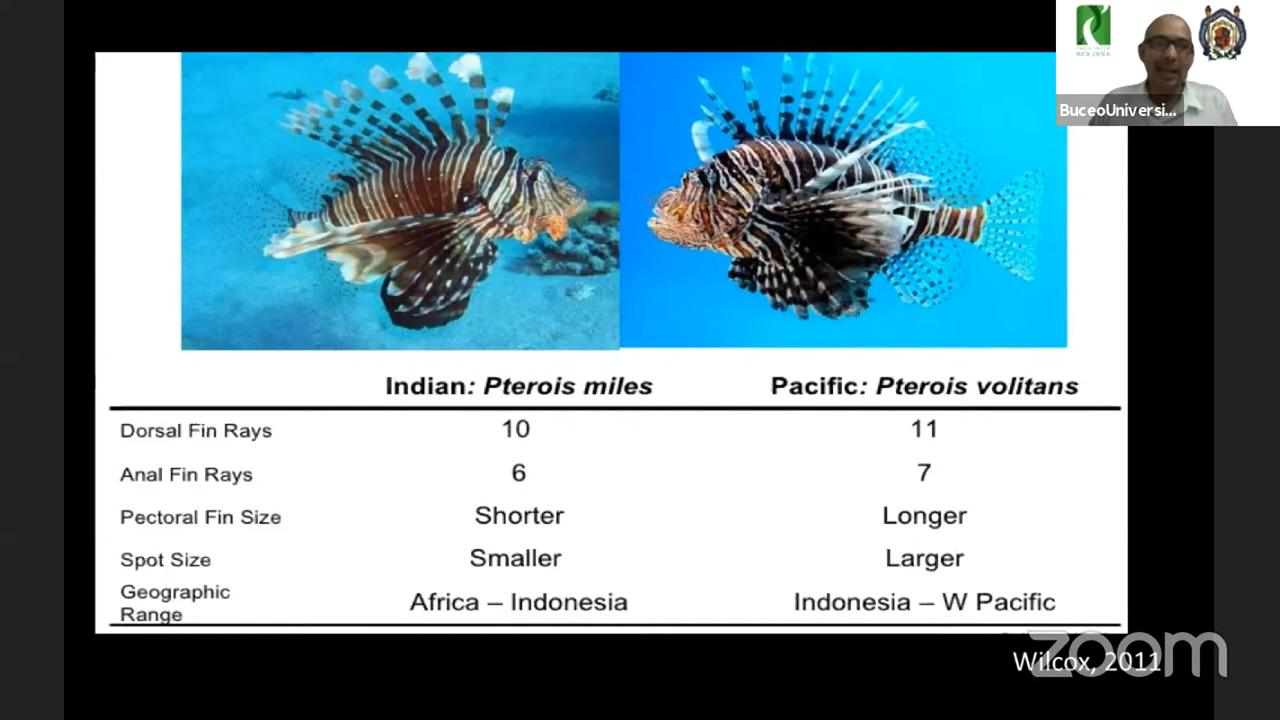 BuceoUniversi...
Indian: Pterois miles Pacific: Pterois volitans
Dorsal Fin Rays 10 11
Anal Fin Rays 6 7
Pectoral Fin Size Shorter Longer
Spot Size Smaller Larger
Geographic Range Africa – Indonesia Indonesia – W Pacific
Wilcox, 2011
zoom